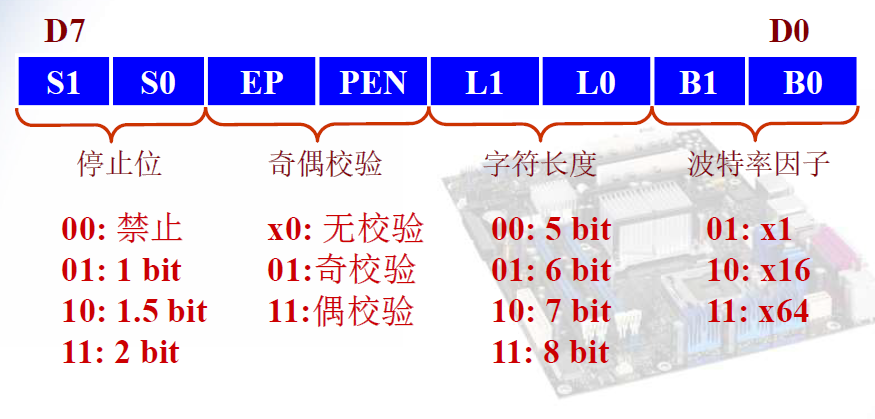 D7 D0
S1 S0 EP PEN L1 L0 B1 B0
停止位 奇偶校验 字符长度 波特率因子
00: 禁止 x0: 无校验 00: 5 bit 01: x1
01: 1 bit 01:奇校验 01: 6 bit 10: x16
10: 1.5 bit 11:偶校验 10: 7 bit 11: x64
11: 2 bit 11: 8 bit